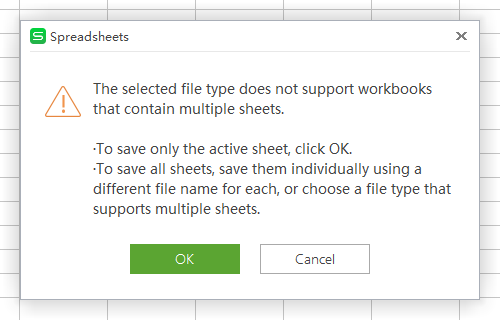 S Spreadsheets
The selected file type does not support workbooks
that contain multiple sheets.
·To save only the active sheet, click OK.
·To save all sheets, save them individually using a
different file name for each, or choose a file type that
supports multiple sheets.
OK
Cancel